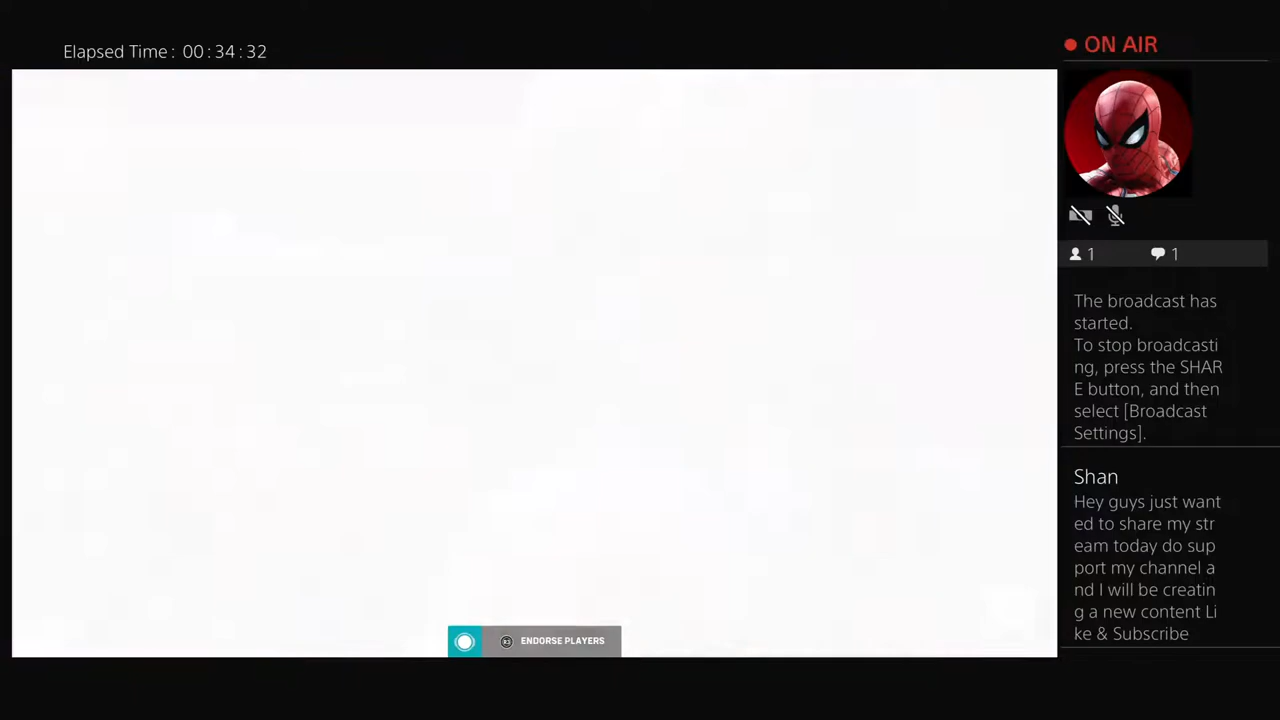 Elapsed Time: 00:34:32
ON AIR
1
1
The broadcast has
started.
To stop broadcasti
ng, press the SHAR
E button, and then
select [Broadcast
Settings].
Shan
Hey guys just want
ed to share my str
eam today do sup
port my channel a
nd I will be creatin
g a new content Li
ke & Subscribe
R3 ENDORSE PLAYERS